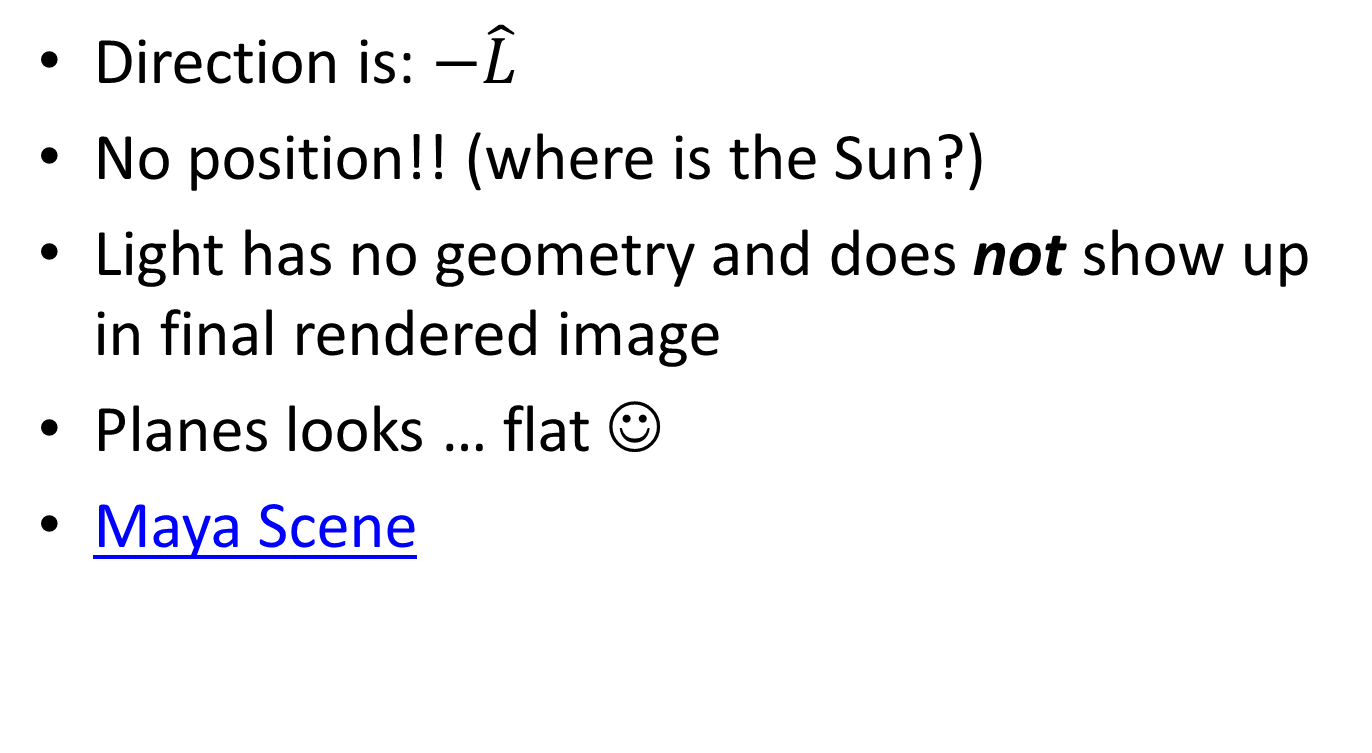 • Direction is: −L̂
• No position!! (where is the Sun?)
• Light has no geometry and does not show up
in final rendered image
• Planes looks … flat ☺
• Maya Scene